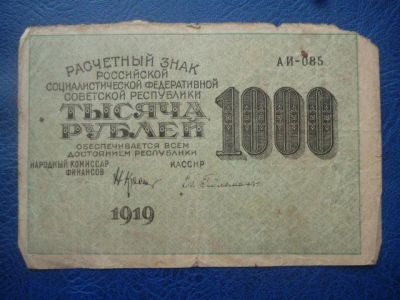 АИ-085
РАСЧЕТНЫЙ ЗНАК
РОССИЙСКОЙ
СОЦИАЛИСТИЧЕСКОЙ ФЕДЕРАТИВНОЙ
СОВЕТСКОЙ РЕСПУБЛИКИ
ТЫСЯЧА
РУБЛЕЙ
1000
ОБЕСПЕЧИВАЕТСЯ ВСЕМ
ДОСТОЯНИЕМ РЕСПУБЛИКИ
НАРОДНЫЙ КОМИССАР
ФИНАНСОВ
КАССИР
1919